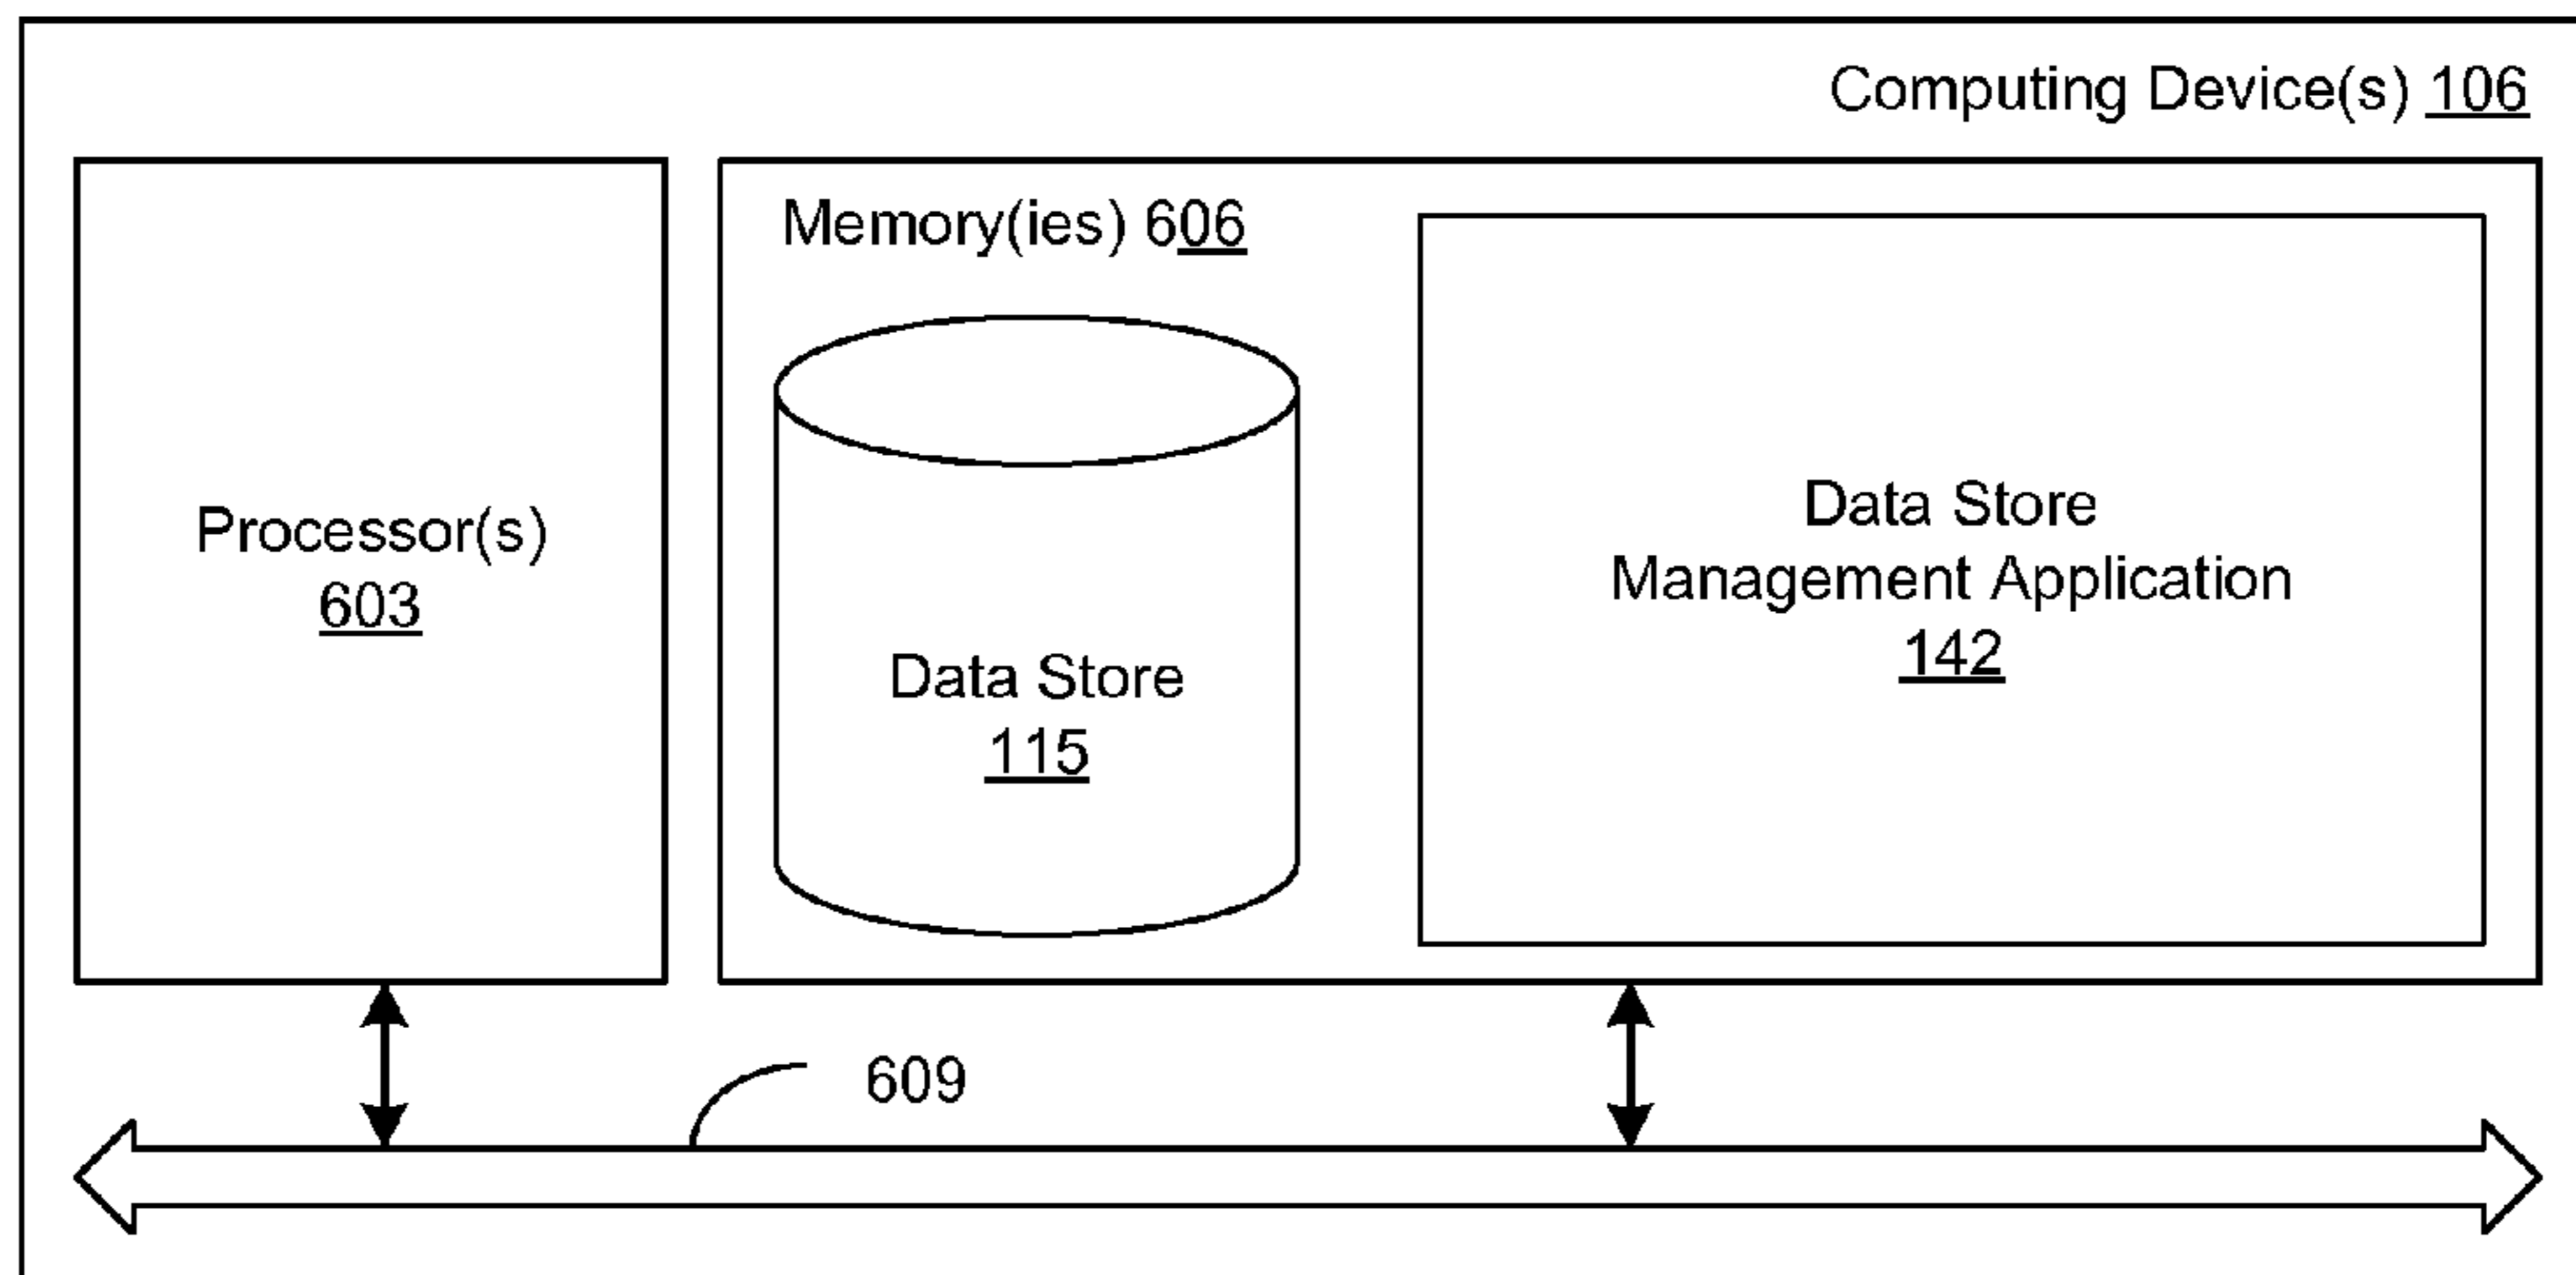 Computing Device(s) 106
Memory(ies) 606
Processor(s)
603
Data Store
115
Data Store
Management Application
142
609